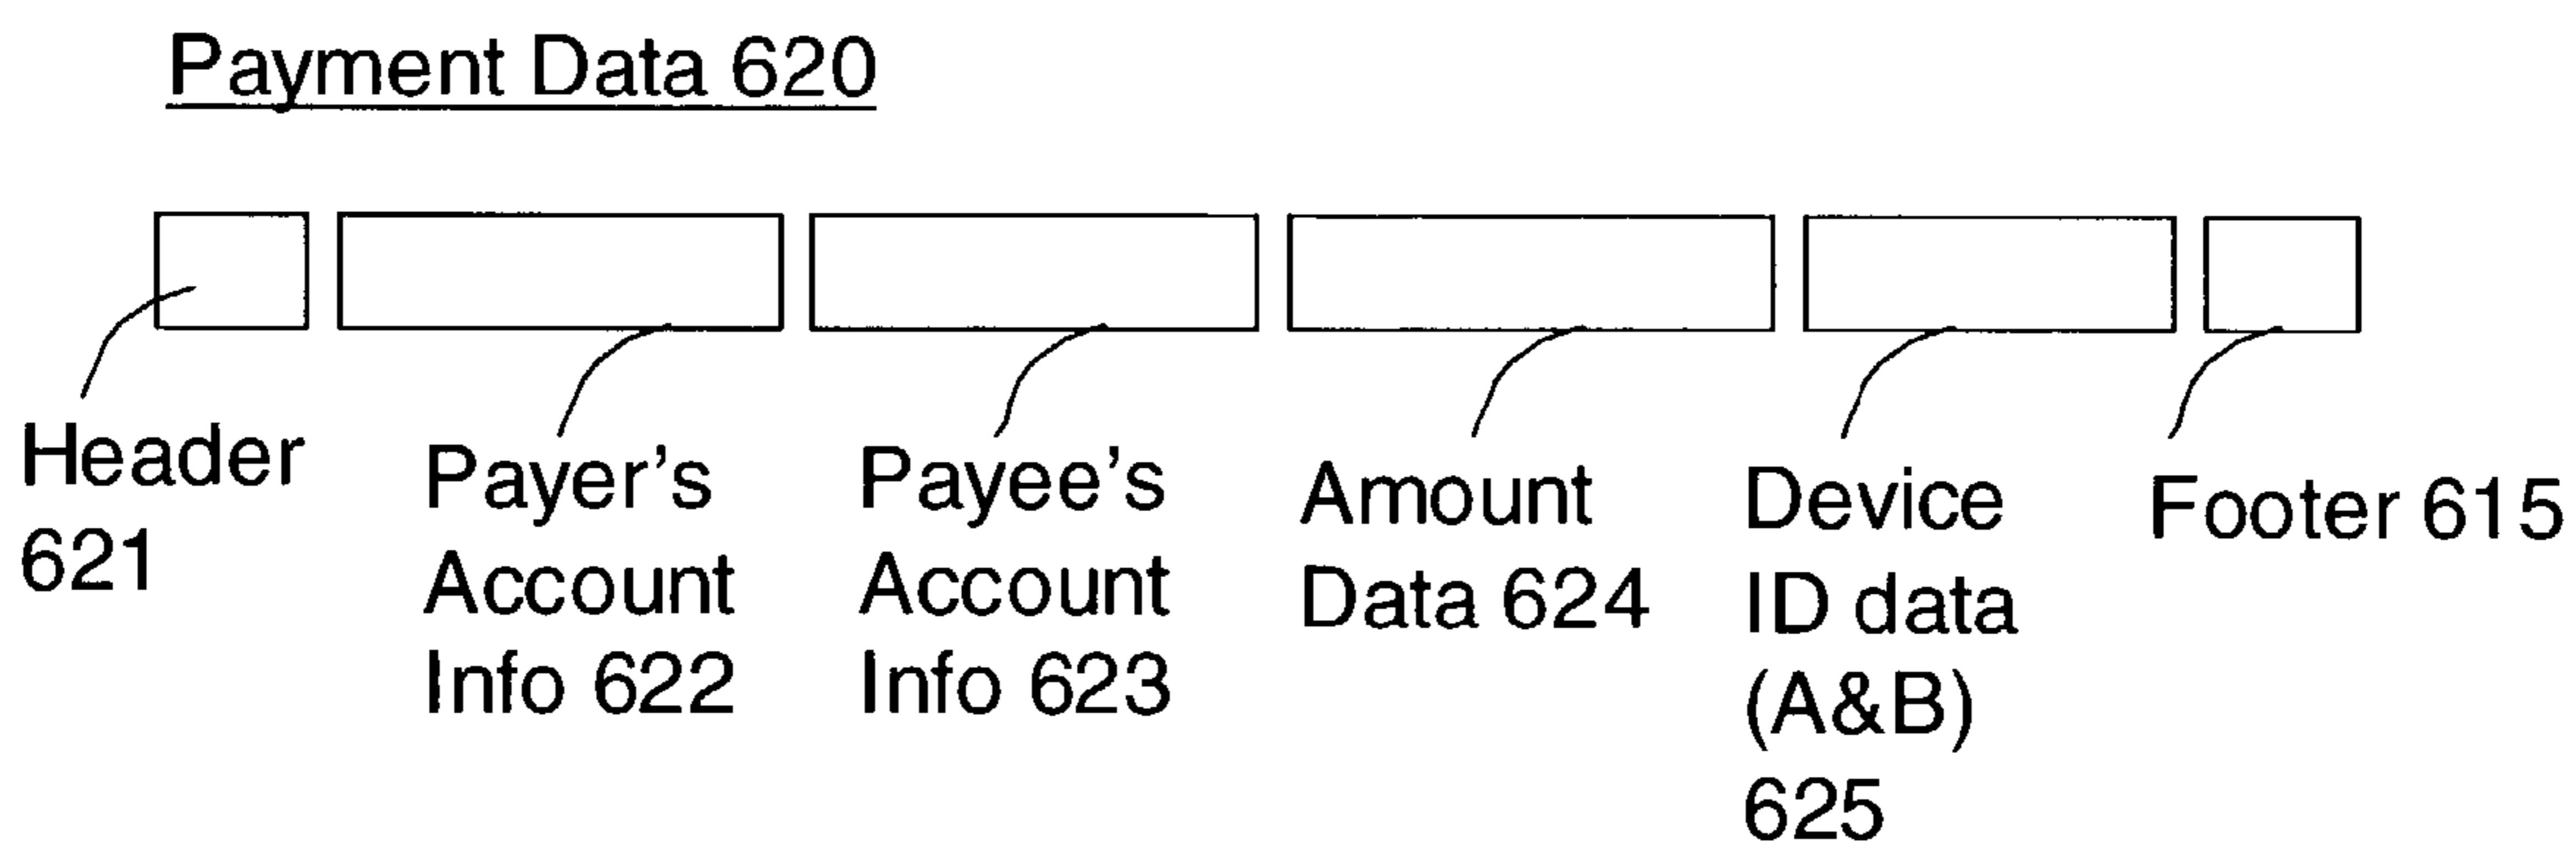 Payment Data 620
Header
621
Payer's
Account
Info 622
Payee's
Account
Info 623
Amount
Data 624
Device
ID data
(A&B)
625
Footer 615